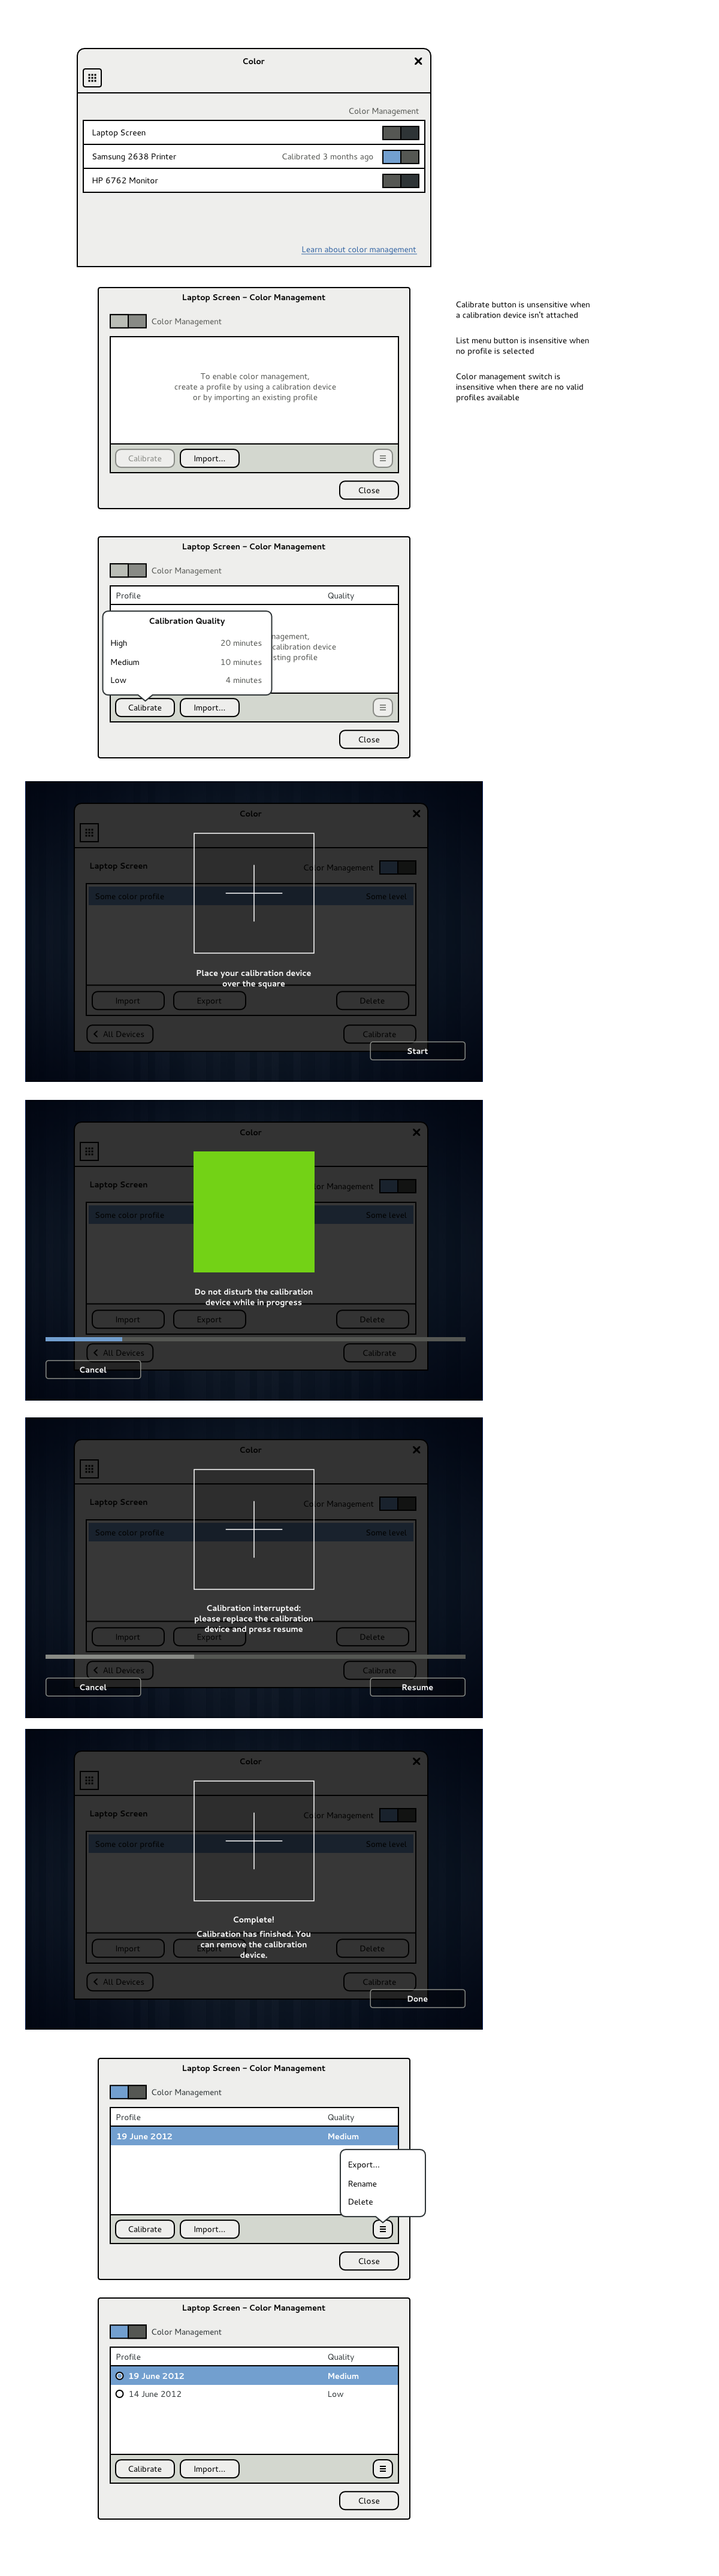 Color
Color Management
Laptop Screen
Samsung 2638 Printer Calibrated 3 months ago
HP 6762 Monitor
Learn about color management
Laptop Screen – Color Management
Color Management
To enable color management,
create a profile by using a calibration device
or by importing an existing profile
Calibrate Import...
Close
Calibrate button is unsensitive when
a calibration device isn't attached
List menu button is insensitive when
no profile is selected
Color management switch is
insensitive when there are no valid
profiles available
Laptop Screen – Color Management
Color Management
Profile Quality
Calibration Quality
High 20 minutes
Medium 10 minutes
Low 4 minutes
nagement,
calibration device
sting profile
Calibrate Import...
Close
Color
Laptop Screen Color Management
Some color profile Some level
Place your calibration device
over the square
Import Export Delete
All Devices Calibrate
Start
Color
Laptop Screen or Management
Some color profile Some level
Do not disturb the calibration
device while in progress
Import Export Delete
All Devices Calibrate
Cancel
Color
Laptop Screen Color Management
Some color profile Some level
Calibration interrupted:
please replace the calibration
device and press resume
Import Export Delete
All Devices Calibrate
Cancel Resume
Color
Laptop Screen Color Management
Some color profile Some level
Complete!
Calibration has finished. You
can remove the calibration
device.
Import Export Delete
All Devices Calibrate
Done
Laptop Screen – Color Management
Color Management
Profile Quality
19 June 2012 Medium
Export...
Rename
Delete
Calibrate Import...
Close
Laptop Screen – Color Management
Color Management
Profile Quality
19 June 2012 Medium
14 June 2012 Low
Calibrate Import...
Close